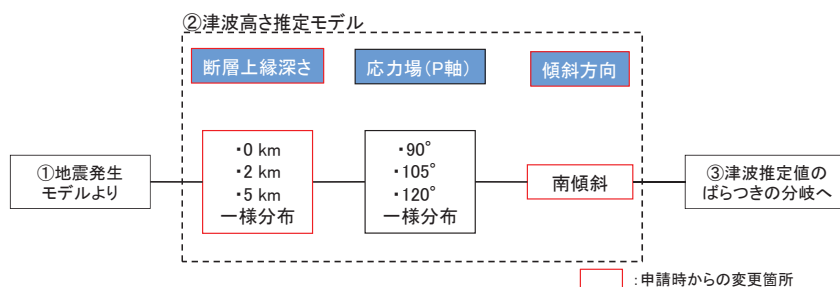 ②津波高さ推定モデル
断層上縁深さ
応力場(P軸)
傾斜方向
①地震発生
モデルより
・0 km
・2 km
・5 km
一様分布
・90°
・105°
・120°
一様分布
南傾斜
③津波推定値の
ばらつきの分岐へ
:申請時からの変更箇所